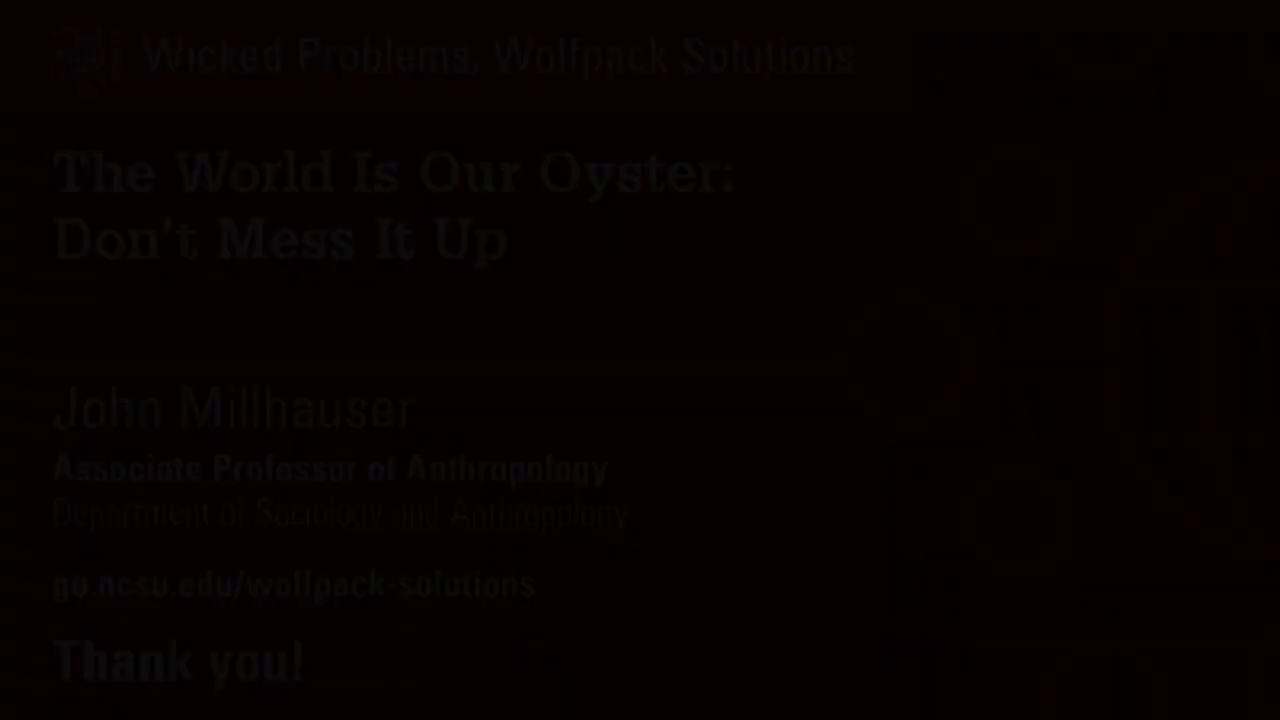 Wicked Problems, Wolfpack Solutions
The World Is Our Oyster:
Don't Mess It Up
John Millhauser
Associate Professor of Anthropology
Department of Sociology and Anthropology
go.ncsu.edu/wolfpack-solutions
Thank you!